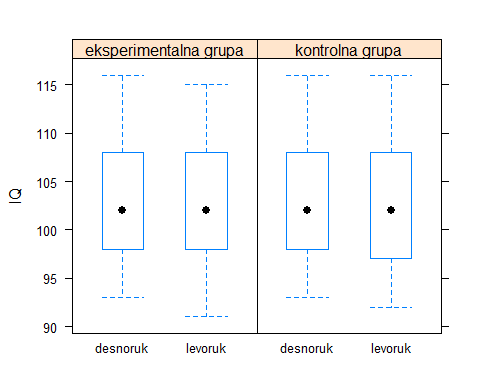 eksperimentalna grupa
kontrolna grupa
115
110
105
100
95
90
IQ
desnoruk
levoruk
desnoruk
levoruk